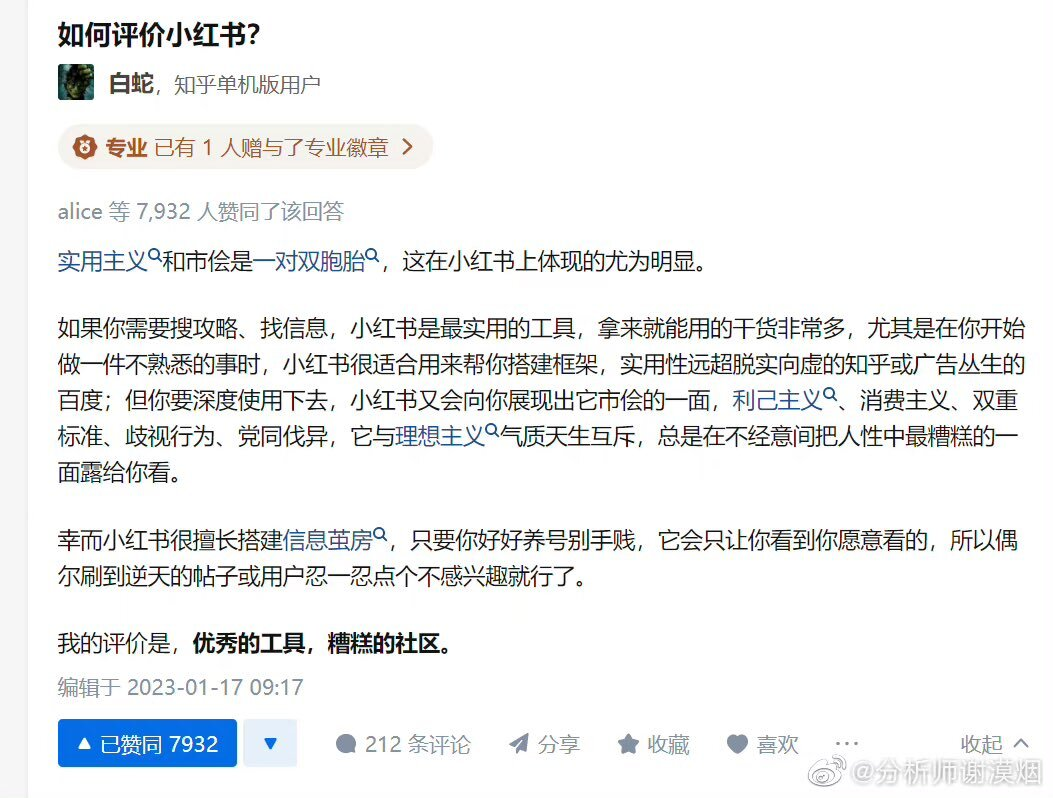 如何评价小红书?
白蛇，知乎单机版用户
专业 已有 1 人赠与了专业徽章
alice 等 7,932 人赞同了该回答
实用主义和市侩是一对双胞胎，这在小红书上体现的尤为明显。
如果你需要搜攻略、找信息，小红书是最实用的工具，拿来就能用的干货非常多，尤其是在你开始
做一件不熟悉的事时，小红书很适合用来帮你搭建框架，实用性远超脱实向虚的知乎或广告丛生的
百度；但你要深度使用下去，小红书又会向你展现出它市侩的一面，利己主义、消费主义、双重
标准、歧视行为、党同伐异，它与理想主义气质天生互斥，总是在不经意间把人性中最糟糕的一
面露给你看。
幸而小红书很擅长搭建信息茧房，只要你好好养号别手贱，它会只让你看到你愿意看的，所以偶
尔刷到逆天的帖子或用户忍一忍点个不感兴趣就行了。
我的评价是，优秀的工具，糟糕的社区。
编辑于 2023-01-17 09:17
已赞同 7932 212 条评论 分享 收藏 喜欢 ··· 收起
@分析师谢漠烟